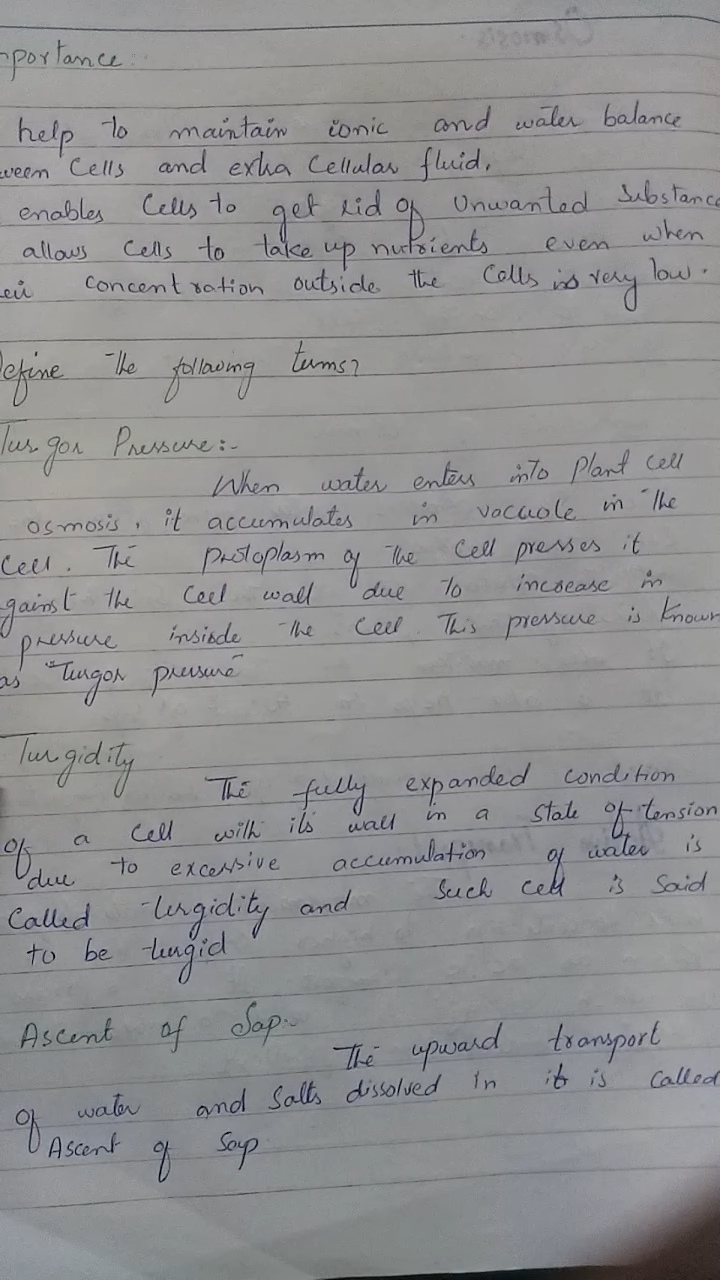 mportance:
help to maintain ionic and water balance
ween Cells and extra Cellular fluid.
enables Cells to get rid of Unwanted Substance
allows Cells to take up nutrients even when
eir concentration outside the Cells is very low.
efine the following terms?
Turgor Pressure:-
When water enters into Plant Cell
osmosis, it accumulates in vacuole in the
Cell. The protoplasm of the Cell presses it
gainst the Cell wall due to increase in
pressure inside the Cell This pressure is known
as "Turgor pressure"
Turgidity
The fully expanded condition
of a Cell with its wall in a state of tension
due to excessive accumulation of water is
Called turgidity and Such cell is Said
to be turgid
Ascent of Sap:-
The upward transport
of water and Salts dissolved in it is Called
Ascent of Sap